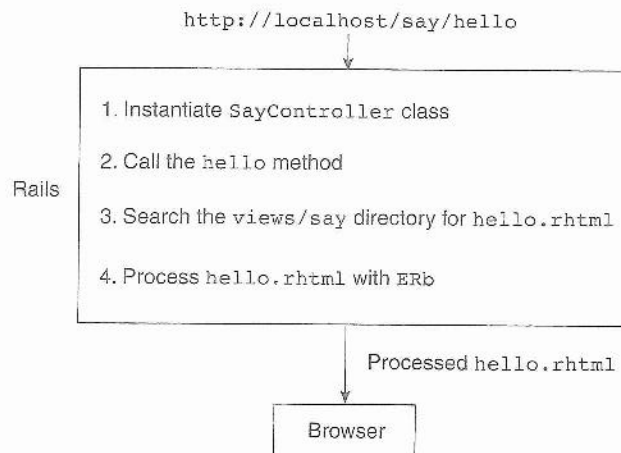 http://localhost/say/hello
1. Instantiate SayController class
2. Call the hello method
Rails
3. Search the views/say directory for hello.rhtml
4. Process hello.rhtml with ERb
Processed hello.rhtml
Browser